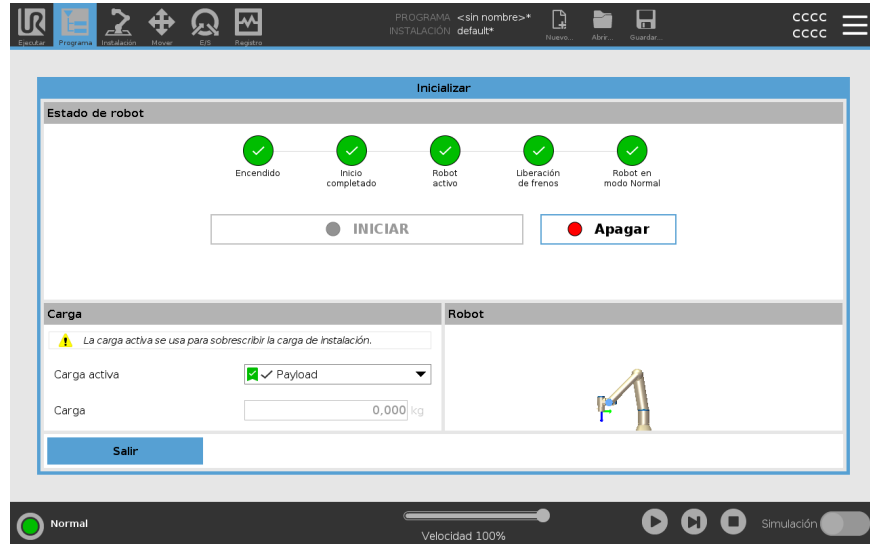 PROGRAMA <sin nombre>*
INSTALACIÓN default*
cccc
cccc
Ejecutar Programa Instalación Mover E/S Registro Nuevo... Abrir... Guardar...
Inicializar
Estado de robot
Encendido
Inicio completado
Robot activo
Liberación de frenos
Robot en modo Normal
INICIAR
Apagar
Carga
Robot
La carga activa se usa para sobrescribir la carga de instalación.
Carga activa
Payload
Carga
0,000 kg
Salir
Normal
Velocidad 100%
Simulación